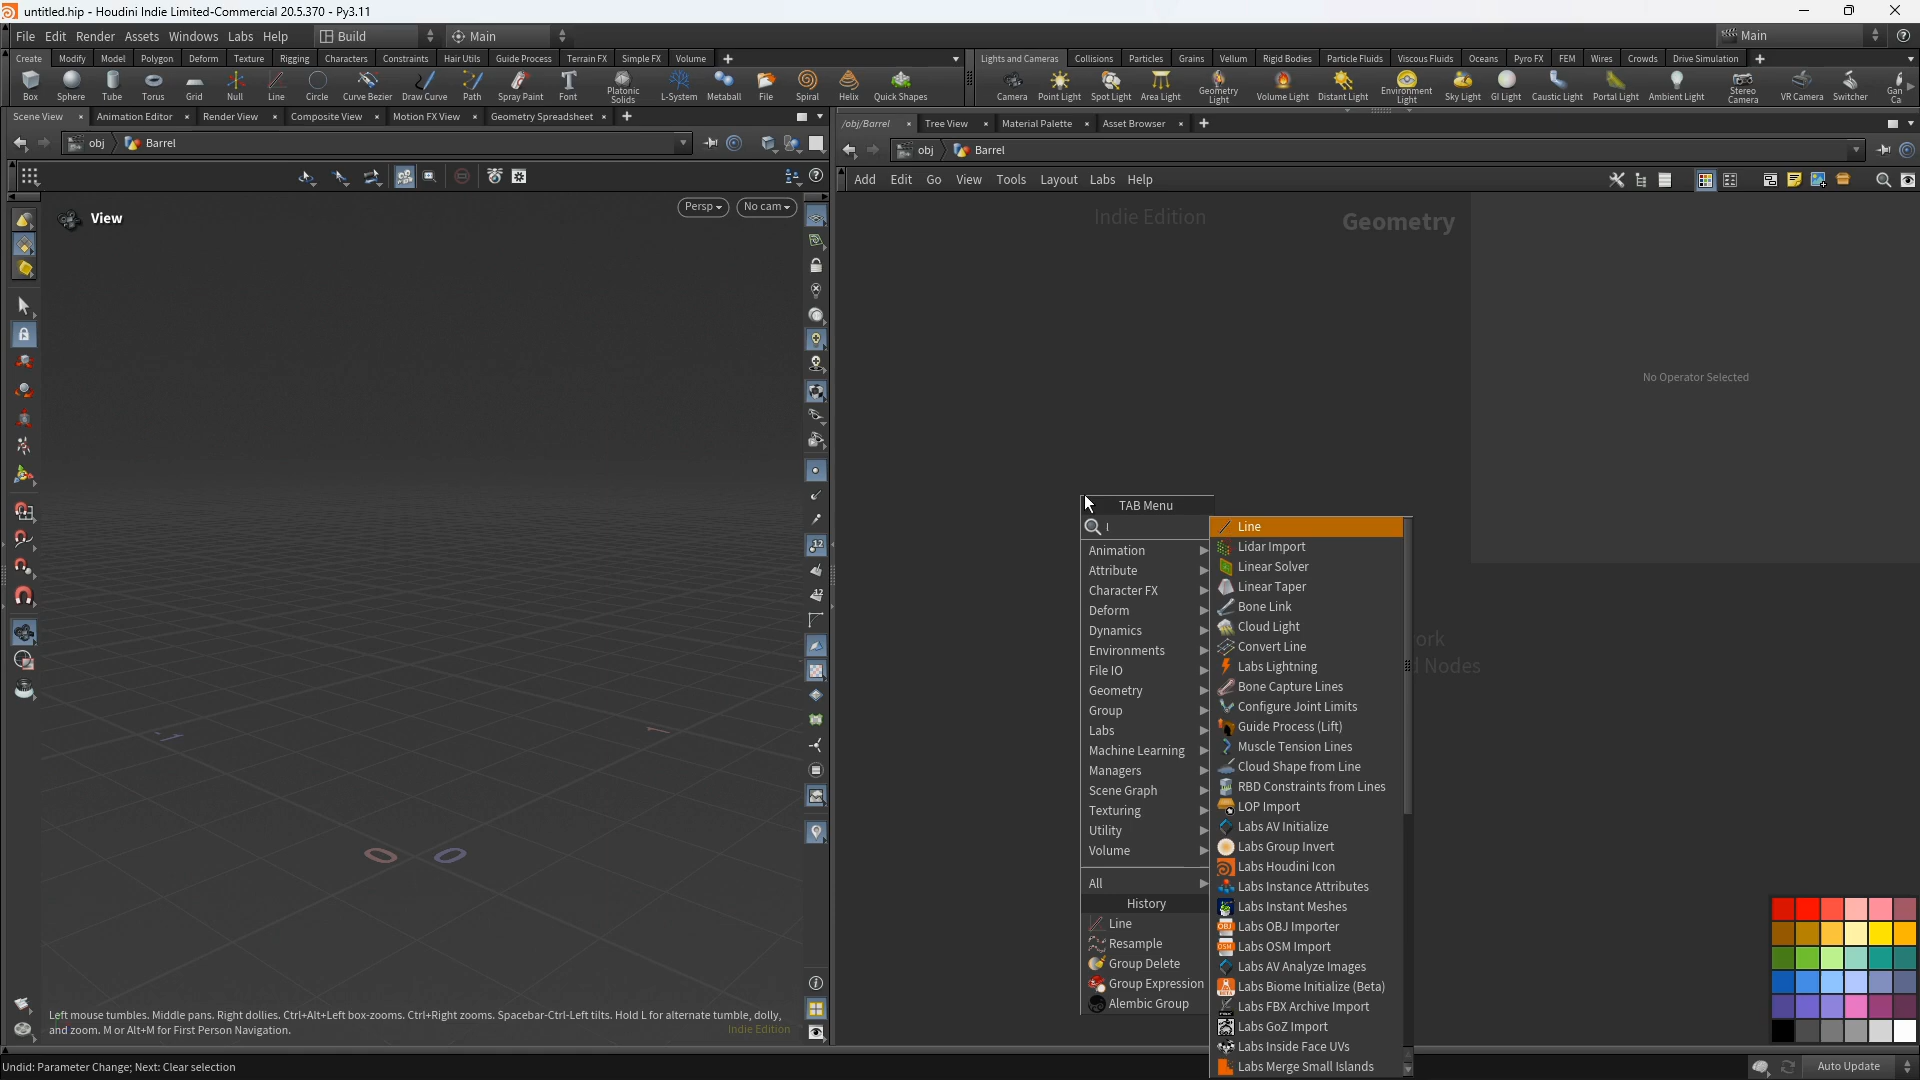 untitled.hip - Houdini Indie Limited-Commercial 20.5.370 - Py3.11
File Edit Render Assets Windows Labs Help Build Main Main
Create Modify Model Polygon Deform Texture Rigging Characters Constraints Hair Utils Guide Process Terrain FX Simple FX Volume
Lights and Cameras Collisions Particles Grains Vellum Rigid Bodies Particle Fluids Viscous Fluids Oceans Pyro FX FEM Wires Crowds Drive Simulation
Box Sphere Tube Torus Grid Null Line Circle Curve Bezier Draw Curve Path Spray Paint Font Platonic Solids L-System Metaball File Spiral Helix Quick Shapes
Camera Point Light Spot Light Area Light Geometry Light Volume Light Distant Light Environment Light Sky Light GI Light Caustic Light Portal Light Ambient Light Stereo Camera VR Camera Switcher Gan Ca
Scene View Animation Editor Render View Composite View Motion FX View Geometry Spreadsheet
/obj/Barrel Tree View Material Palette Asset Browser
obj Barrel
obj Barrel
Add Edit Go View Tools Layout Labs Help
View
Persp
No cam
Indie Edition
Geometry
No Operator Selected
ork
Nodes
TAB Menu
l
Animation
Attribute
Character FX
Deform
Dynamics
Environments
File IO
Geometry
Group
Labs
Machine Learning
Managers
Scene Graph
Texturing
Utility
Volume
All
History
Line
Resample
Group Delete
Group Expression
Alembic Group
Line
Lidar Import
Linear Solver
Linear Taper
Bone Link
Cloud Light
Convert Line
Labs Lightning
Bone Capture Lines
Configure Joint Limits
Guide Process (Lift)
Muscle Tension Lines
Cloud Shape from Line
RBD Constraints from Lines
LOP Import
Labs AV Initialize
Labs Group Invert
Labs Houdini Icon
Labs Instance Attributes
Labs Instant Meshes
Labs OBJ Importer
Labs OSM Import
Labs AV Analyze Images
Labs Biome Initialize (Beta)
Labs FBX Archive Import
Labs GoZ Import
Labs Inside Face UVs
Labs Merge Small Islands
Left mouse tumbles. Middle pans. Right dollies. Ctrl+Alt+Left box-zooms. Ctrl+Right zooms. Spacebar-Ctrl-Left tilts. Hold L for alternate tumble, dolly,
and zoom. M or Alt+M for First Person Navigation.
Indie Edition
Undid: Parameter Change; Next: Clear selection
Auto Update